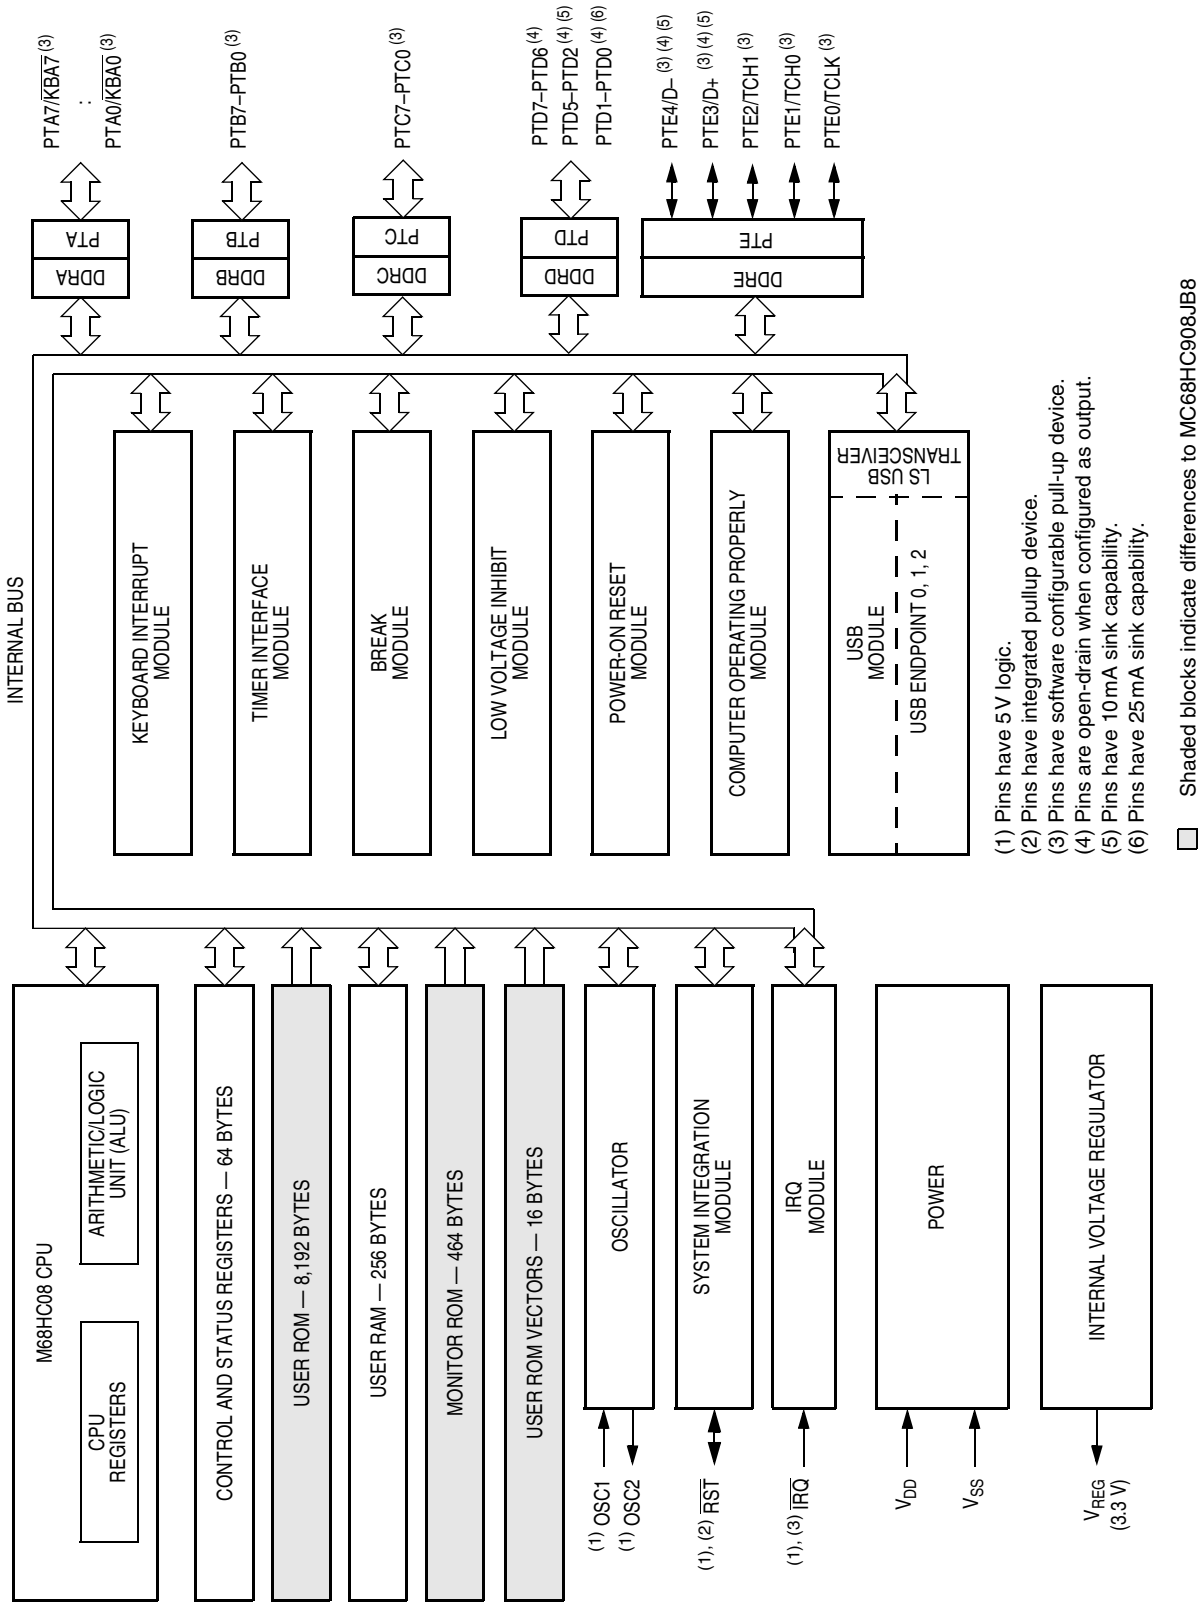 INTERNAL BUS
M68HC08 CPU
CPU
REGISTERS
ARITHMETIC/LOGIC
UNIT (ALU)
CONTROL AND STATUS REGISTERS — 64 BYTES
USER ROM — 8,192 BYTES
USER RAM — 256 BYTES
MONITOR ROM — 464 BYTES
USER ROM VECTORS — 16 BYTES
(1) OSC1
(1) OSC2
OSCILLATOR
(1), (2) RST
SYSTEM INTEGRATION
MODULE
(1), (3) IRQ
IRQ
MODULE
VDD
VSS
POWER
VREG
(3.3 V)
INTERNAL VOLTAGE REGULATOR
KEYBOARD INTERRUPT
MODULE
TIMER INTERFACE
MODULE
BREAK
MODULE
LOW VOLTAGE INHIBIT
MODULE
POWER-ON RESET
MODULE
COMPUTER OPERATING PROPERLY
MODULE
USB
MODULE
USB ENDPOINT 0, 1, 2
LS USB
TRANSCEIVER
DDRA
PTA
PTA7/KBA7 (3)
:
PTA0/KBA0 (3)
DDRB
PTB
PTB7–PTB0 (3)
DDRC
PTC
PTC7–PTC0 (3)
DDRD
PTD
PTD7–PTD6 (4)
PTD5–PTD2 (4) (5)
PTD1–PTD0 (4) (6)
DDRE
PTE
PTE4/D– (3) (4) (5)
PTE3/D+ (3) (4) (5)
PTE2/TCH1 (3)
PTE1/TCH0 (3)
PTE0/TCLK (3)
(1) Pins have 5 V logic.
(2) Pins have integrated pullup device.
(3) Pins have software configurable pull-up device.
(4) Pins are open-drain when configured as output.
(5) Pins have 10 mA sink capability.
(6) Pins have 25 mA sink capability.
Shaded blocks indicate differences to MC68HC908JB8